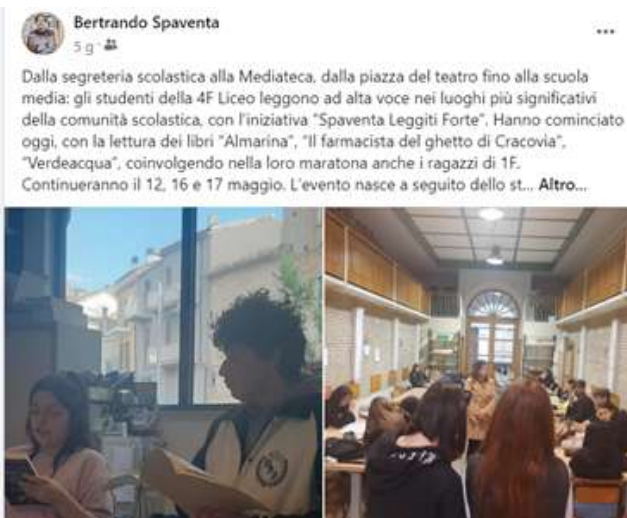 Bertrando Spaventa
5 g
Dalla segreteria scolastica alla Mediateca, dalla piazza del teatro fino alla scuola
media: gli studenti della 4F Liceo leggono ad alta voce nei luoghi più significativi
della comunità scolastica, con l'iniziativa "Spaventa Leggiti Forte". Hanno cominciato
oggi, con la lettura dei libri "Almarina", "Il farmacista del ghetto di Cracovia",
"Verdeacqua", coinvolgendo nella loro maratona anche i ragazzi di 1F.
Continueranno il 12, 16 e 17 maggio. L'evento nasce a seguito dello st... Altro...